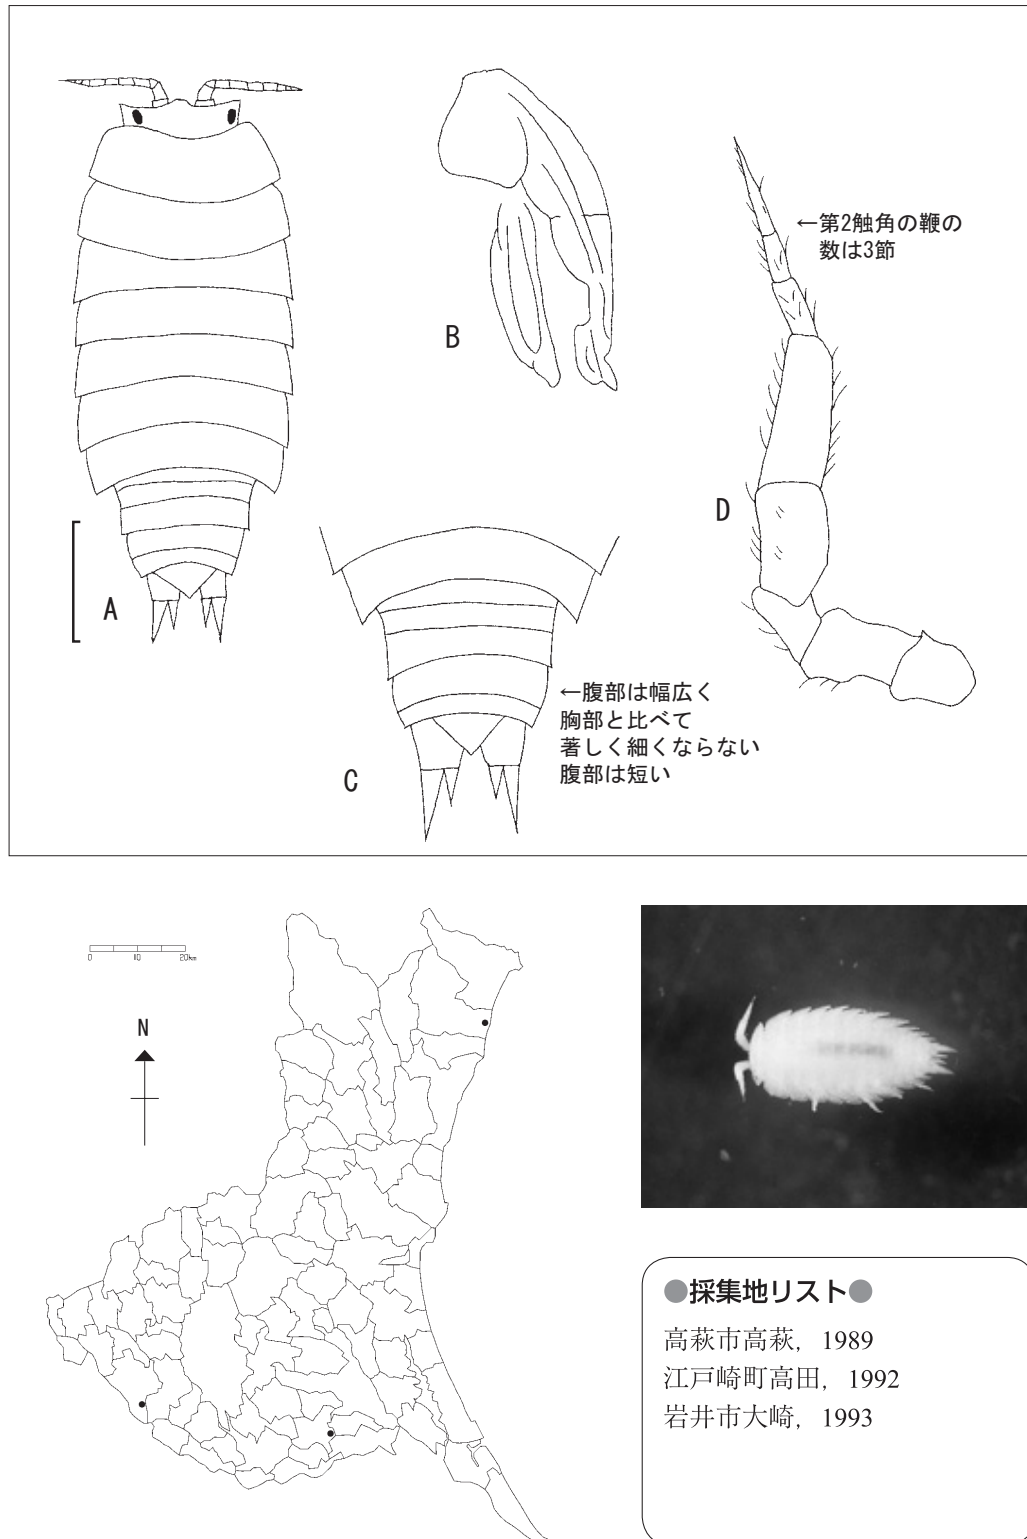 ←第2触角の鞭の
数は3節
B
D
A
←腹部は幅広く
胸部と比べて
著しく細くならない
腹部は短い
C
0 10 20km
N
●採集地リスト●
高萩市高萩，1989
江戸崎町高田，1992
岩井市大崎，1993